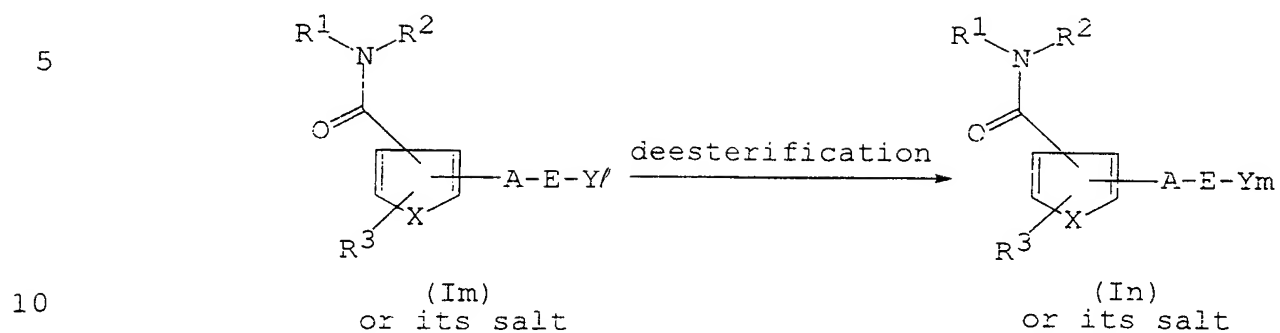 R1 R2 R1 R2
5 N N
O O
deesterification
A-E-Yℓ A-E-Ym
X X
R3 R3
(Im) (In)
10 or its salt or its salt